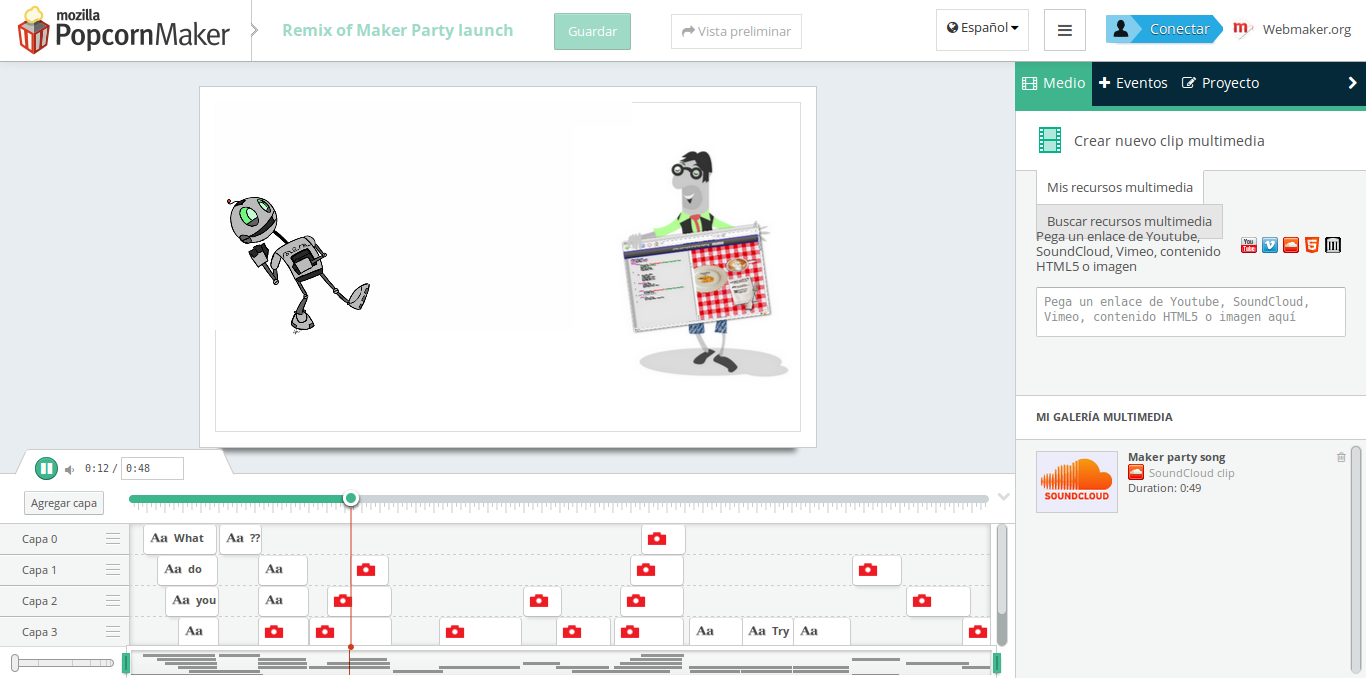 mozilla
PopcornMaker
Remix of Maker Party launch
Guardar
Vista preliminar
Español
Conectar
m
Webmaker.org
Medio
Eventos
Proyecto
Crear nuevo clip multimedia
Mis recursos multimedia
Buscar recursos multimedia
Pega un enlace de Youtube,
SoundCloud, Vimeo, contenido
HTML5 o imagen
You
Tube
Pega un enlace de Youtube, SoundCloud,
Vimeo, contenido HTML5 o imagen aquí
MI GALERÍA MULTIMEDIA
SOUNDCLOUD
Maker party song
SoundCloud clip
Duration: 0:49
0:12 / 0:48
Agregar capa
Capa 0
Aa What
Aa ??
Capa 1
Aa do
Aa
Capa 2
Aa you
Aa
Capa 3
Aa
Aa
Aa Try
Aa